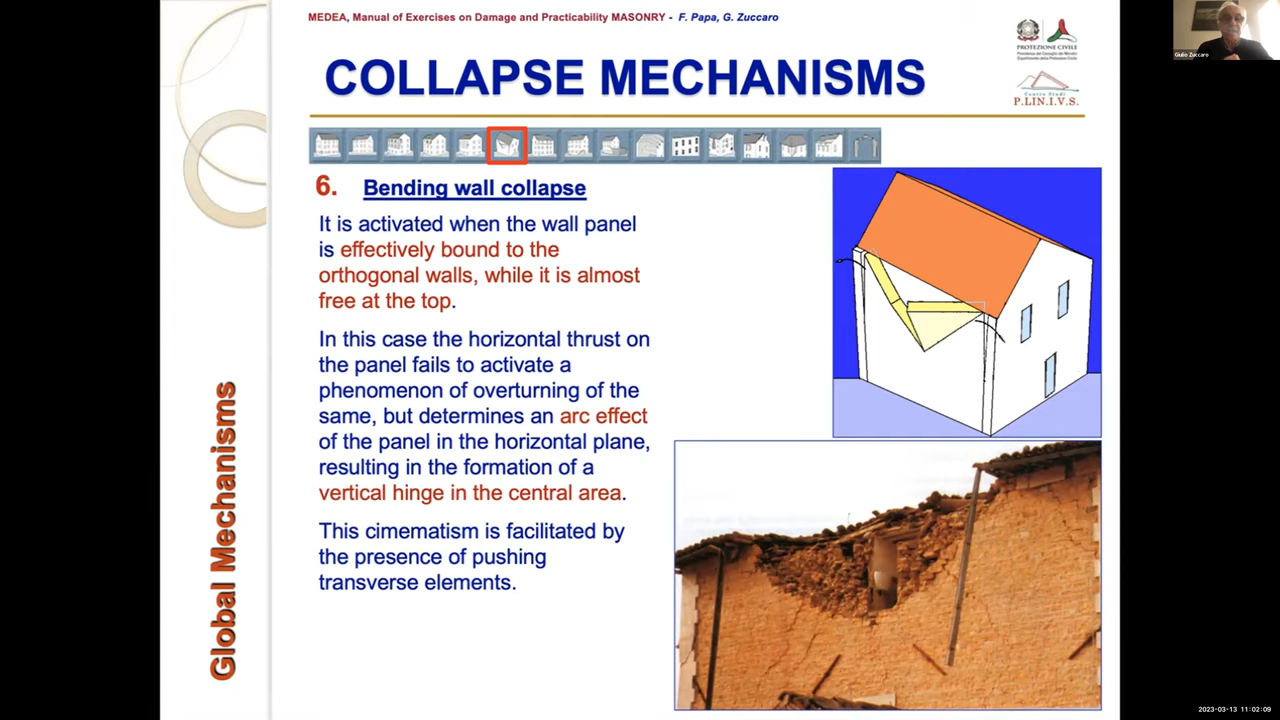 MEDEA, Manual of Exercises on Damage and Practicability MASONRY - F. Papa, G. Zuccaro
Giulio Zuccaro
PROTEZIONE CIVILE
Presidenza del Consiglio dei Ministri
Dipartimento della Protezione Civile
COLLAPSE MECHANISMS
Centro Studi
P.LIN.I.V.S.
6. Bending wall collapse
It is activated when the wall panel
is effectively bound to the
orthogonal walls, while it is almost
free at the top.
In this case the horizontal thrust on
the panel fails to activate a
phenomenon of overturning of the
same, but determines an arc effect
of the panel in the horizontal plane,
resulting in the formation of a
vertical hinge in the central area.
This cimematism is facilitated by
the presence of pushing
transverse elements.
Global Mechanisms
2023-03-13 11:02:09